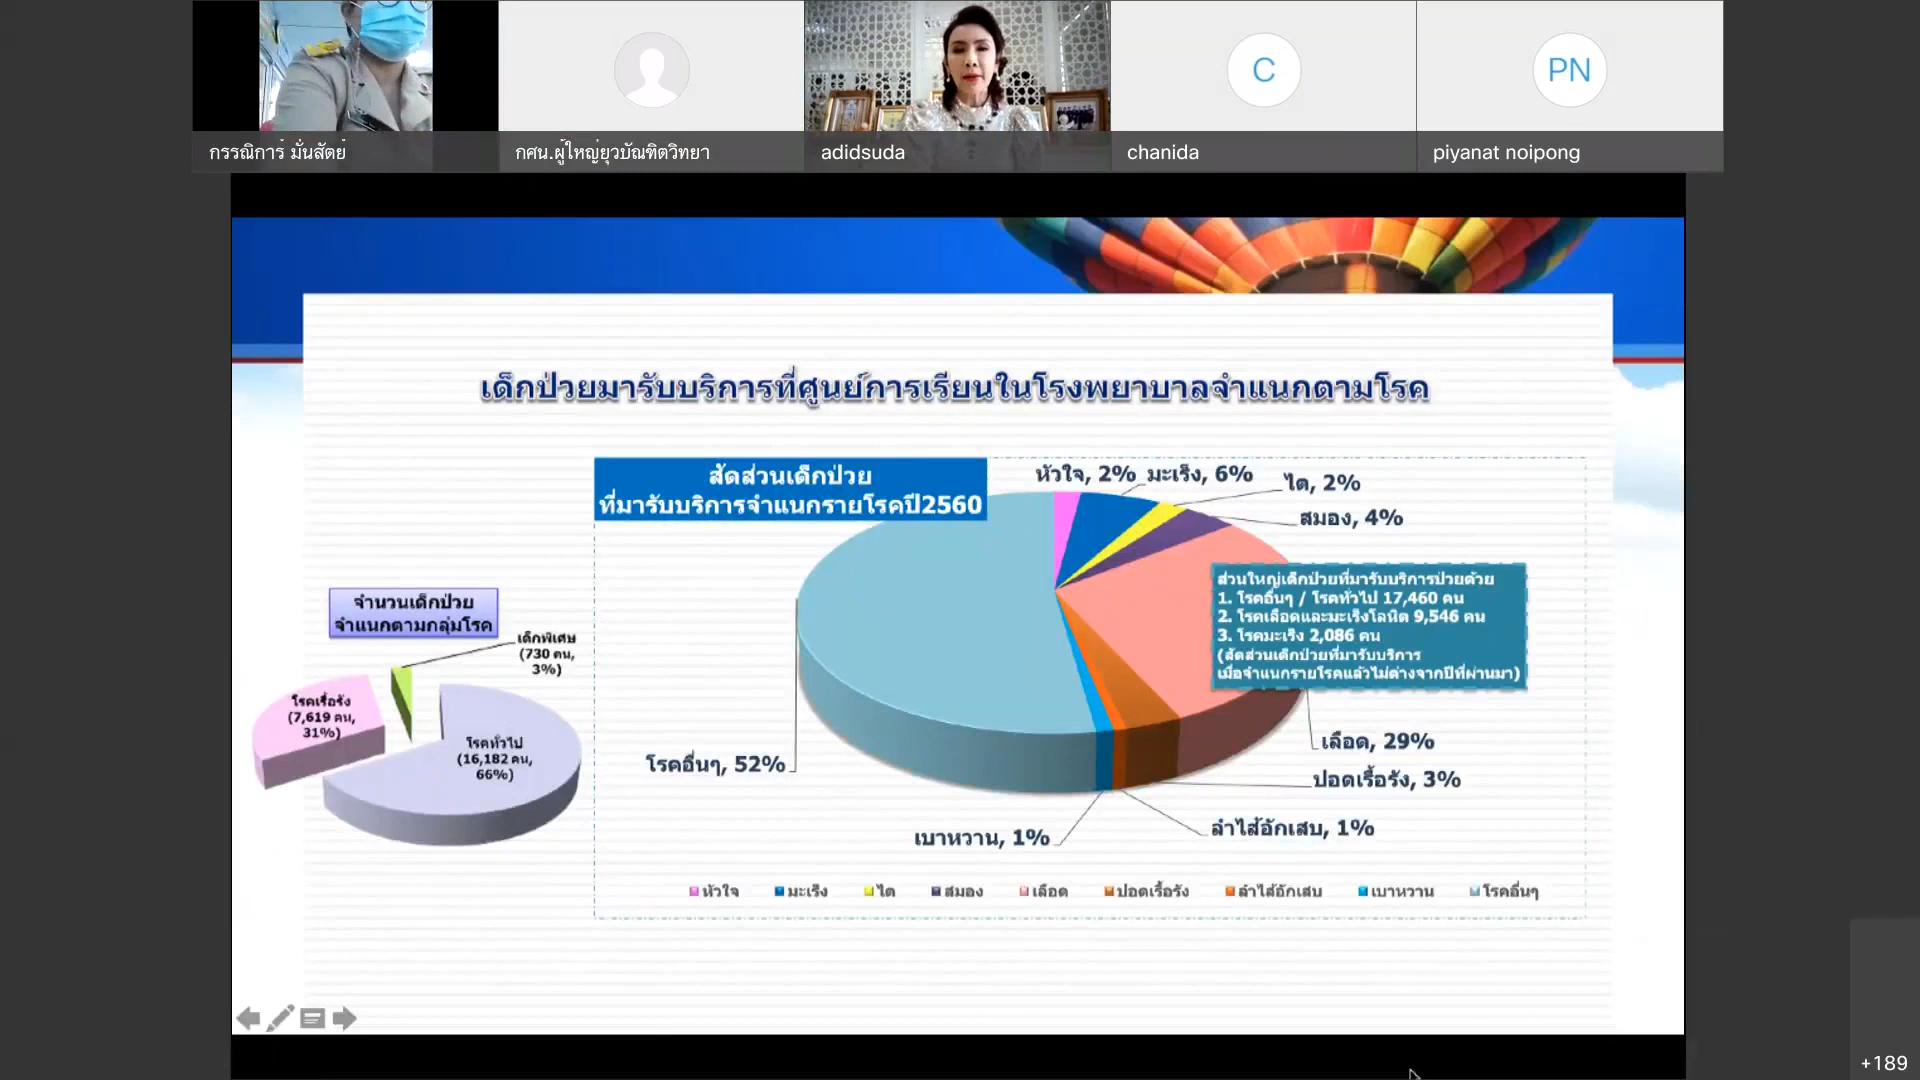 กรรณิการ์ มั่นสัตย์
กศน.ผู้ใหญ่ยุวบัณฑิตวิทยา
adidsuda
C
chanida
PN
piyanat noipong
เด็กป่วยมารับบริการที่ศูนย์การเรียนในโรงพยาบาลจำแนกตามโรค
สัดส่วนเด็กป่วย
ที่มารับบริการจำแนกรายโรคปี2560
หัวใจ, 2%
มะเร็ง, 6%
ไต, 2%
สมอง, 4%
ส่วนใหญ่เด็กป่วยที่มารับบริการป่วยด้วย
1. โรคอื่นๆ / โรคทั่วไป 17,460 คน
2. โรคเลือดและมะเร็งโลหิต 9,546 คน
3. โรคมะเร็ง 2,086 คน
(สัดส่วนเด็กป่วยที่มารับบริการ
เมื่อจำแนกรายโรคแล้วไม่ต่างจากปีที่ผ่านมา)
จำนวนเด็กป่วย
จำแนกตามกลุ่มโรค
เด็กพิเศษ
(730 คน,
3%)
โรคเรื้อรัง
(7,619 คน,
31%)
โรคทั่วไป
(16,182 คน,
66%)
เลือด, 29%
ปอดเรื้อรัง, 3%
โรคอื่นๆ, 52%
ลำไส้อักเสบ, 1%
เบาหวาน, 1%
หัวใจ มะเร็ง ไต สมอง เลือด ปอดเรื้อรัง ลำไส้อักเสบ เบาหวาน โรคอื่นๆ
+189